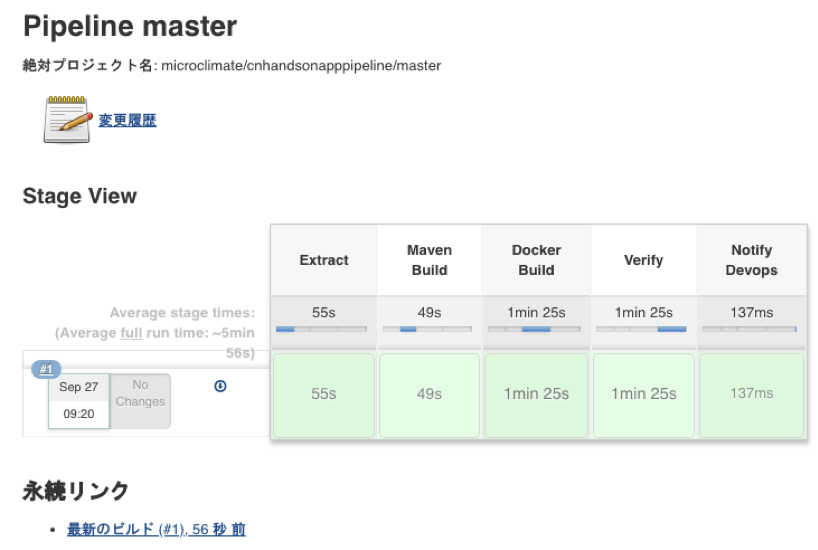 Pipeline master
絶対プロジェクト名: microclimate/cnhandsonapppipeline/master
変更履歴
Stage View
Extract
Maven
Build
Docker
Build
Verify
Notify
Devops
Average stage times:
(Average full run time: ~5min
56s)
55s
49s
1min 25s
1min 25s
137ms
#1
Sep 27
09:20
No
Changes
55s
49s
1min 25s
1min 25s
137ms
永続リンク
最新のビルド (#1), 56 秒 前